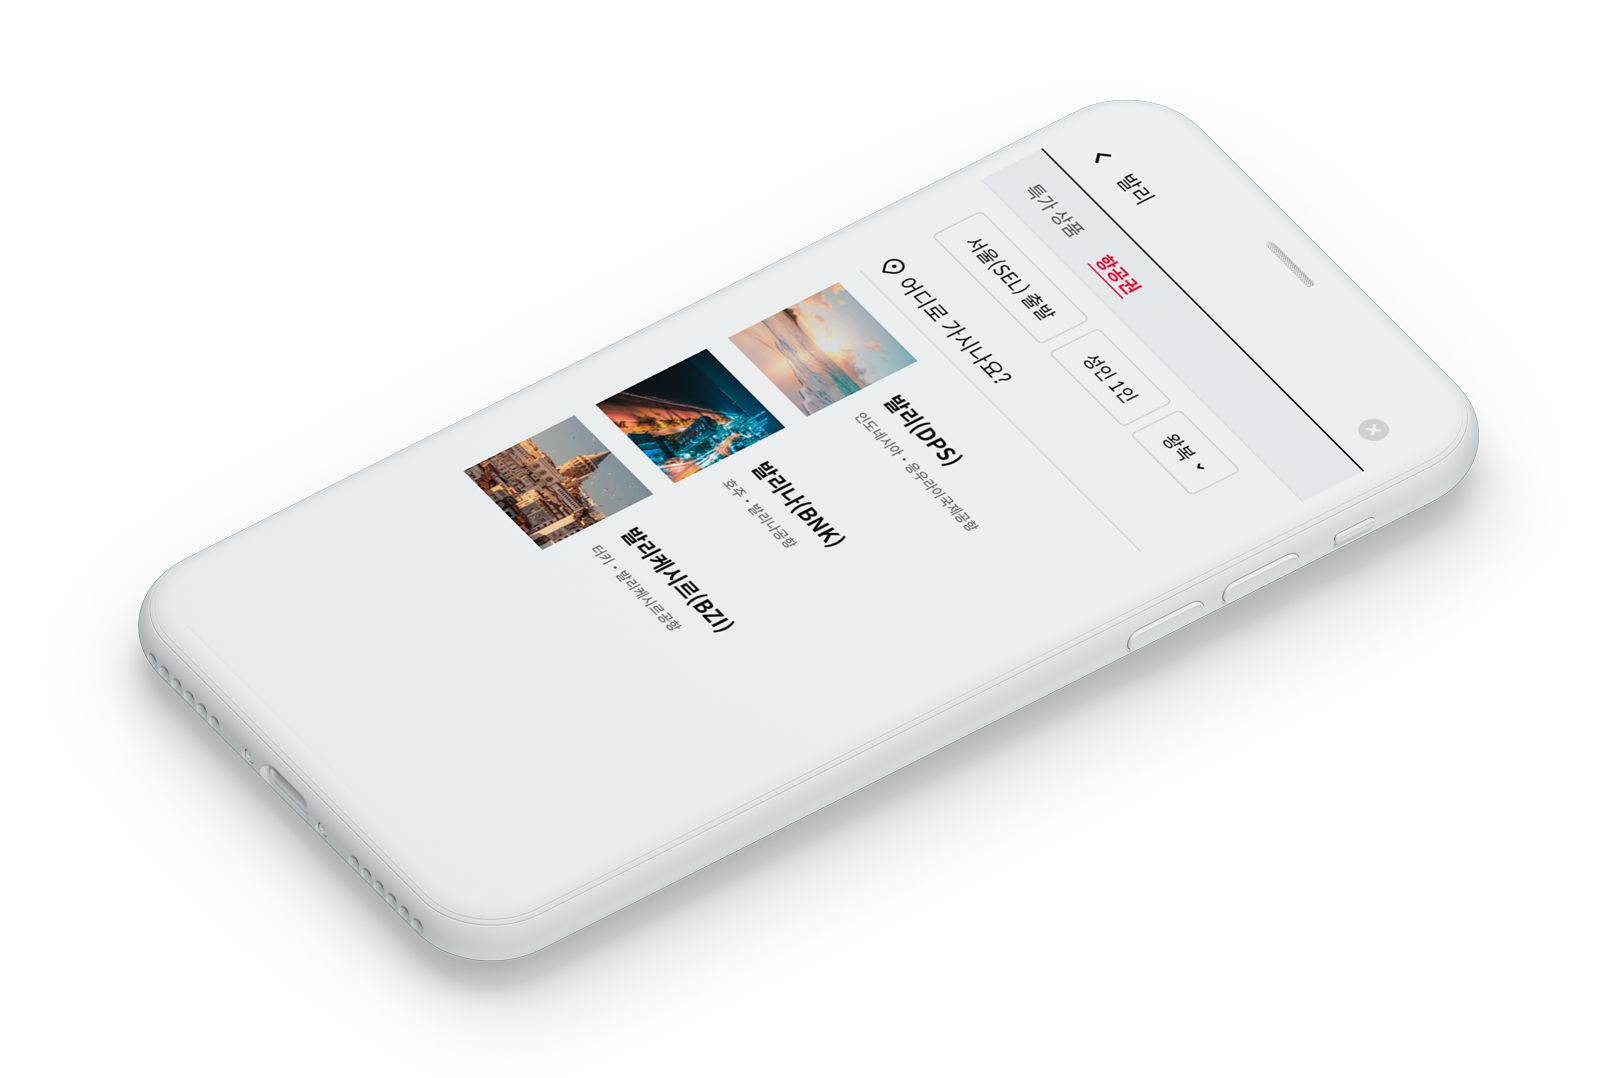 발리
특가 상품
항공권
서울(SEL) 출발
성인 1인
왕복
어디로 가시나요?
발리(DPS)
인도네시아 • 응우라이국제공항
발리나(BNK)
호주 • 발리나공항
발리케시르(BZI)
터키 • 발리케시르공항